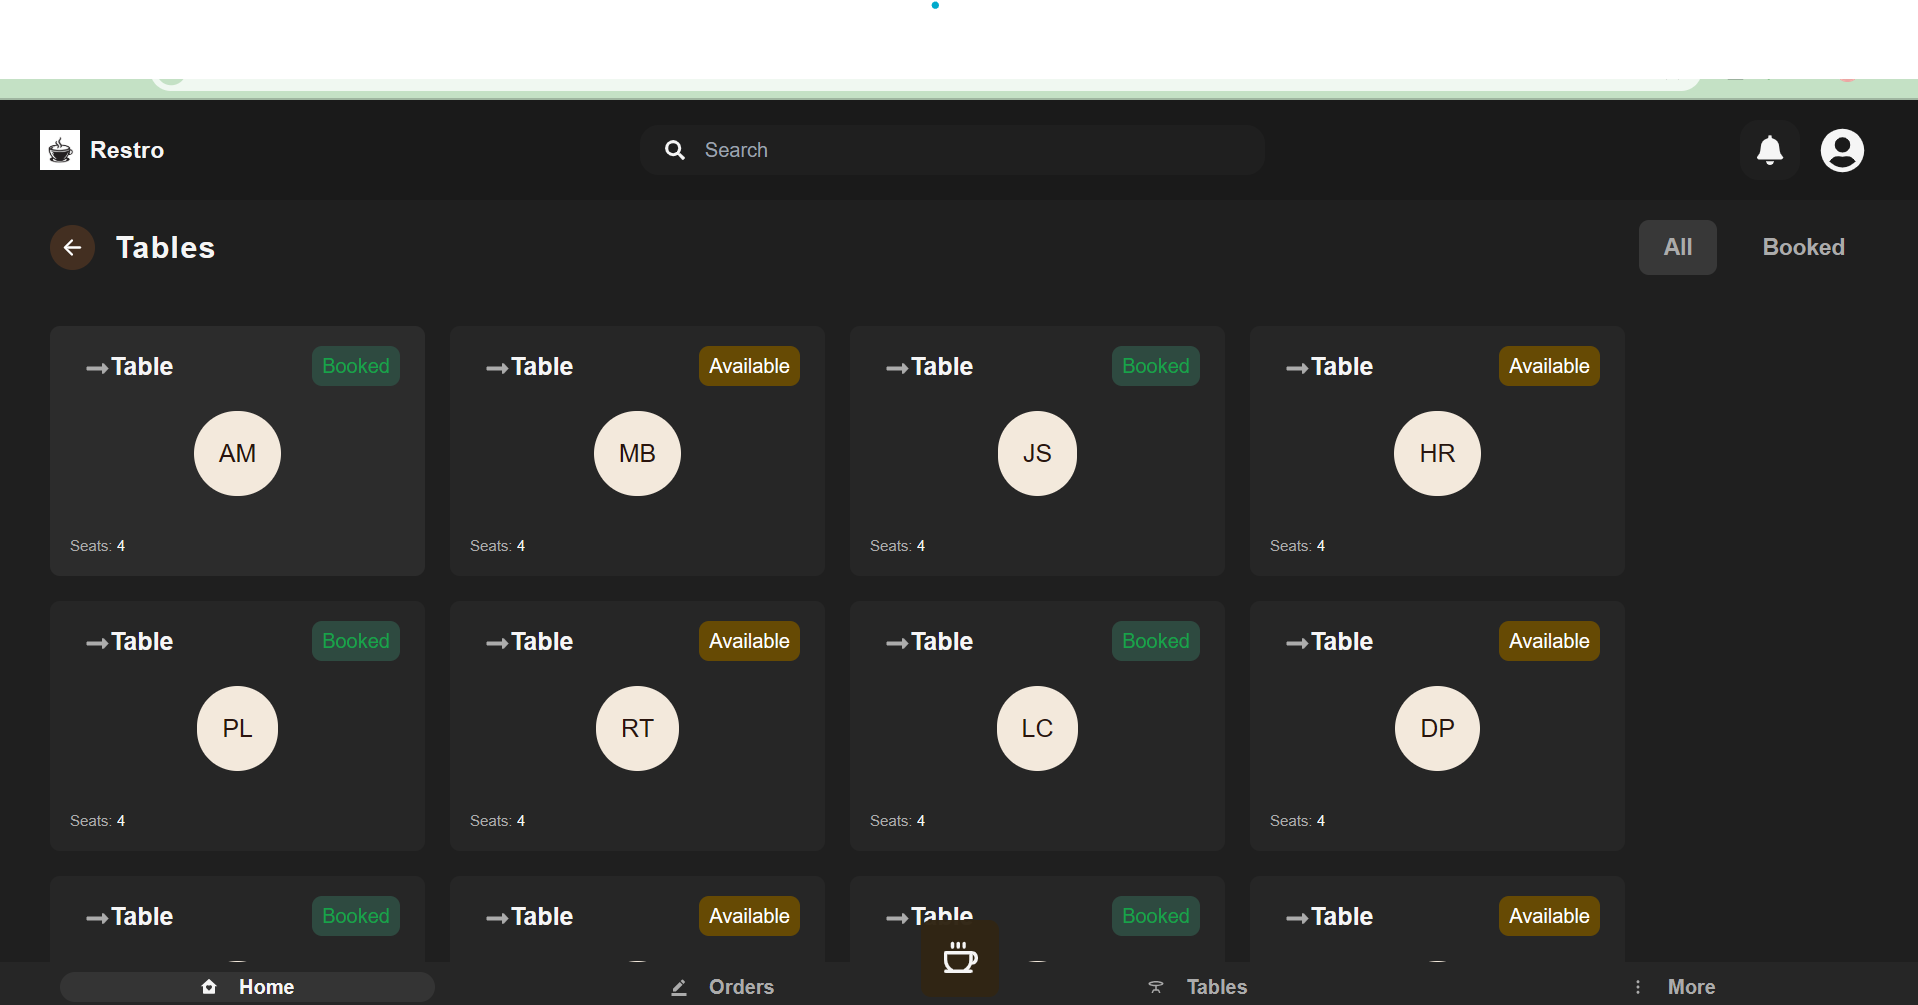 Restro
Search
Tables
All
Booked
Table Booked
Table Available
Table Booked
Table Available
AM
MB
JS
HR
Seats: 4
Seats: 4
Seats: 4
Seats: 4
Table Booked
Table Available
Table Booked
Table Available
PL
RT
LC
DP
Seats: 4
Seats: 4
Seats: 4
Seats: 4
Table Booked
Table Available
Table Booked
Table Available
Home
Orders
Tables
More